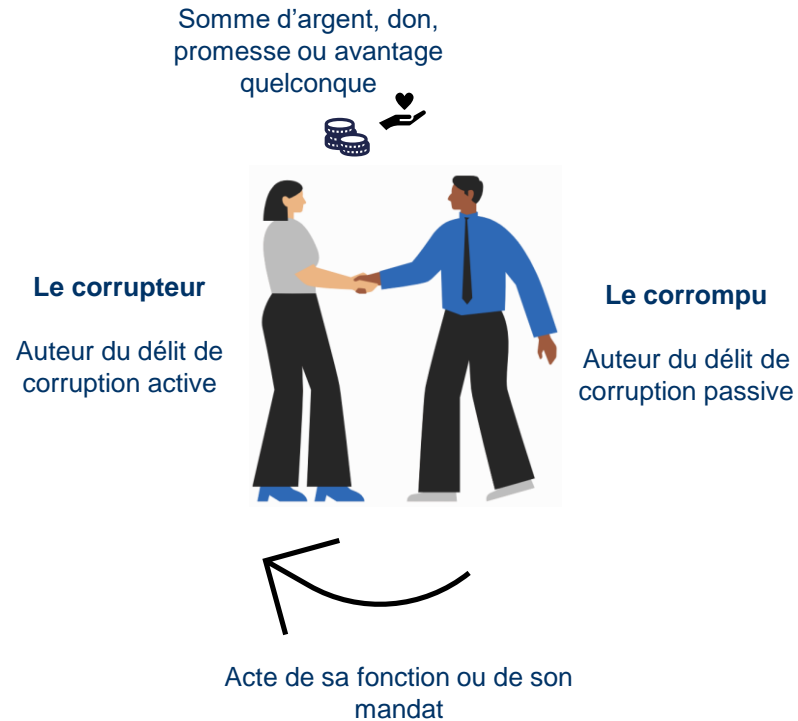 Somme d’argent, don,
promesse ou avantage
quelconque
Le corrupteur
Auteur du délit de
corruption active
Le corrompu
Auteur du délit de
corruption passive
Acte de sa fonction ou de son
mandat